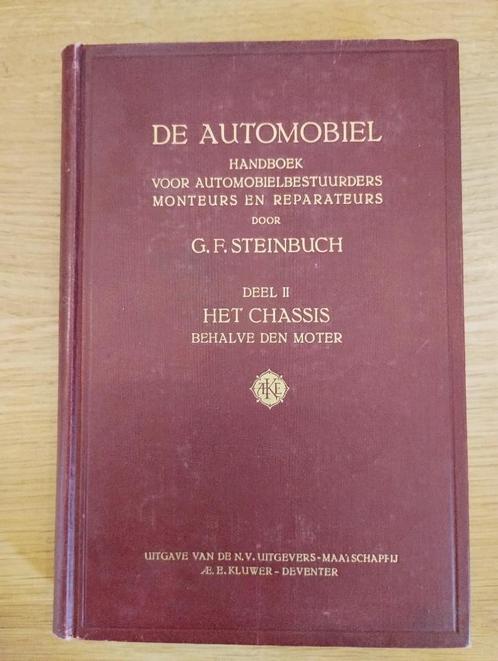 DE AUTOMOBIEL
HANDBOEK
VOOR AUTOMOBIELBESTUURDERS
MONTEURS EN REPARATEURS
DOOR
G. F. STEINBUCH
DEEL II
HET CHASSIS
BEHALVE DEN MOTER
ÆKE
UITGAVE VAN DE N.V. UITGEVERS-MAATSCHAPPIJ
Æ. E. KLUWER - DEVENTER